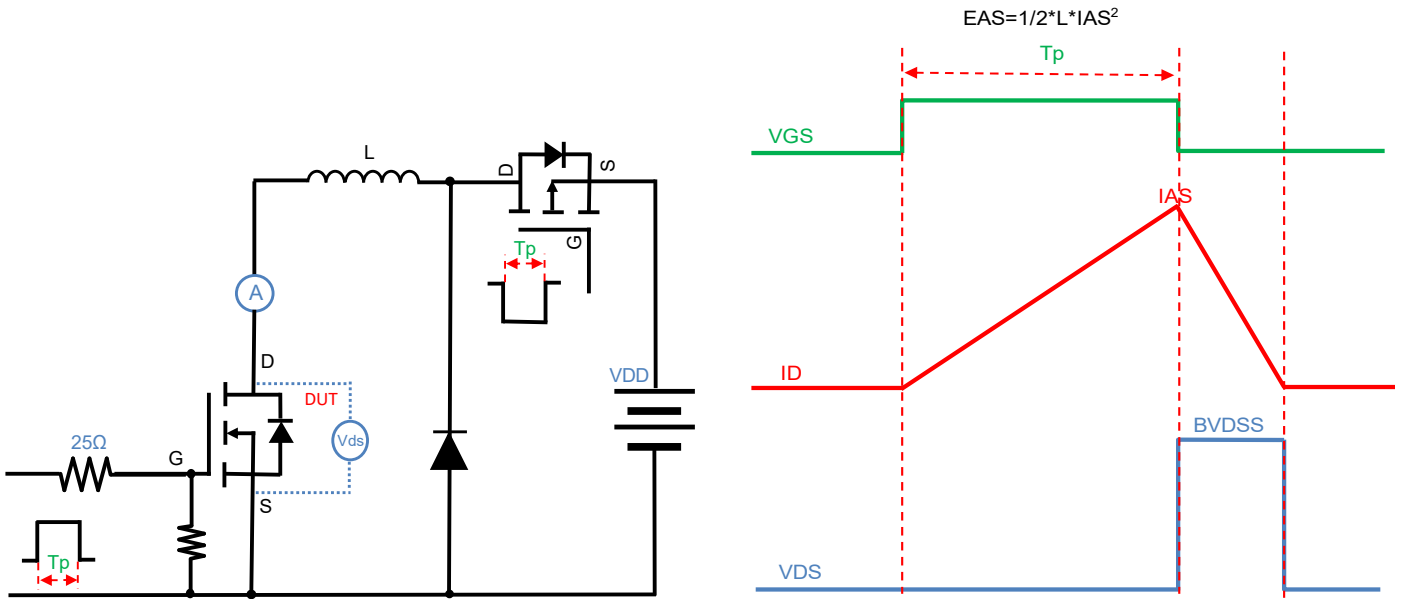 EAS=1/2*L*IAS²
Tp
VGS
IAS
ID
BVDSS
VDS
L
D
S
G
Tp
A
D
DUT
Vds
VDD
25Ω
G
S
Tp